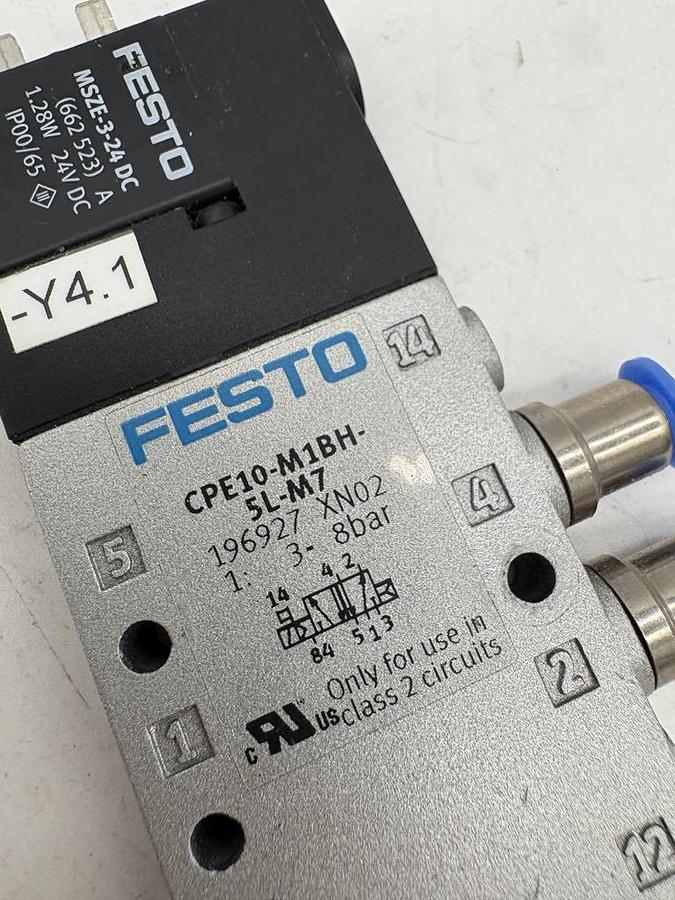 FESTO
MSZE-3-24 DC
(662 523) A
1.28W 24V DC
IP00/65
-Y4.1
FESTO
CPE10-M1BH-
5L-M7
196927 XN02
1: 3- 8bar
14
4 2
84 5 1 3
Only for use in
class 2 circuits
c RU US
14
5
4
1
2
12